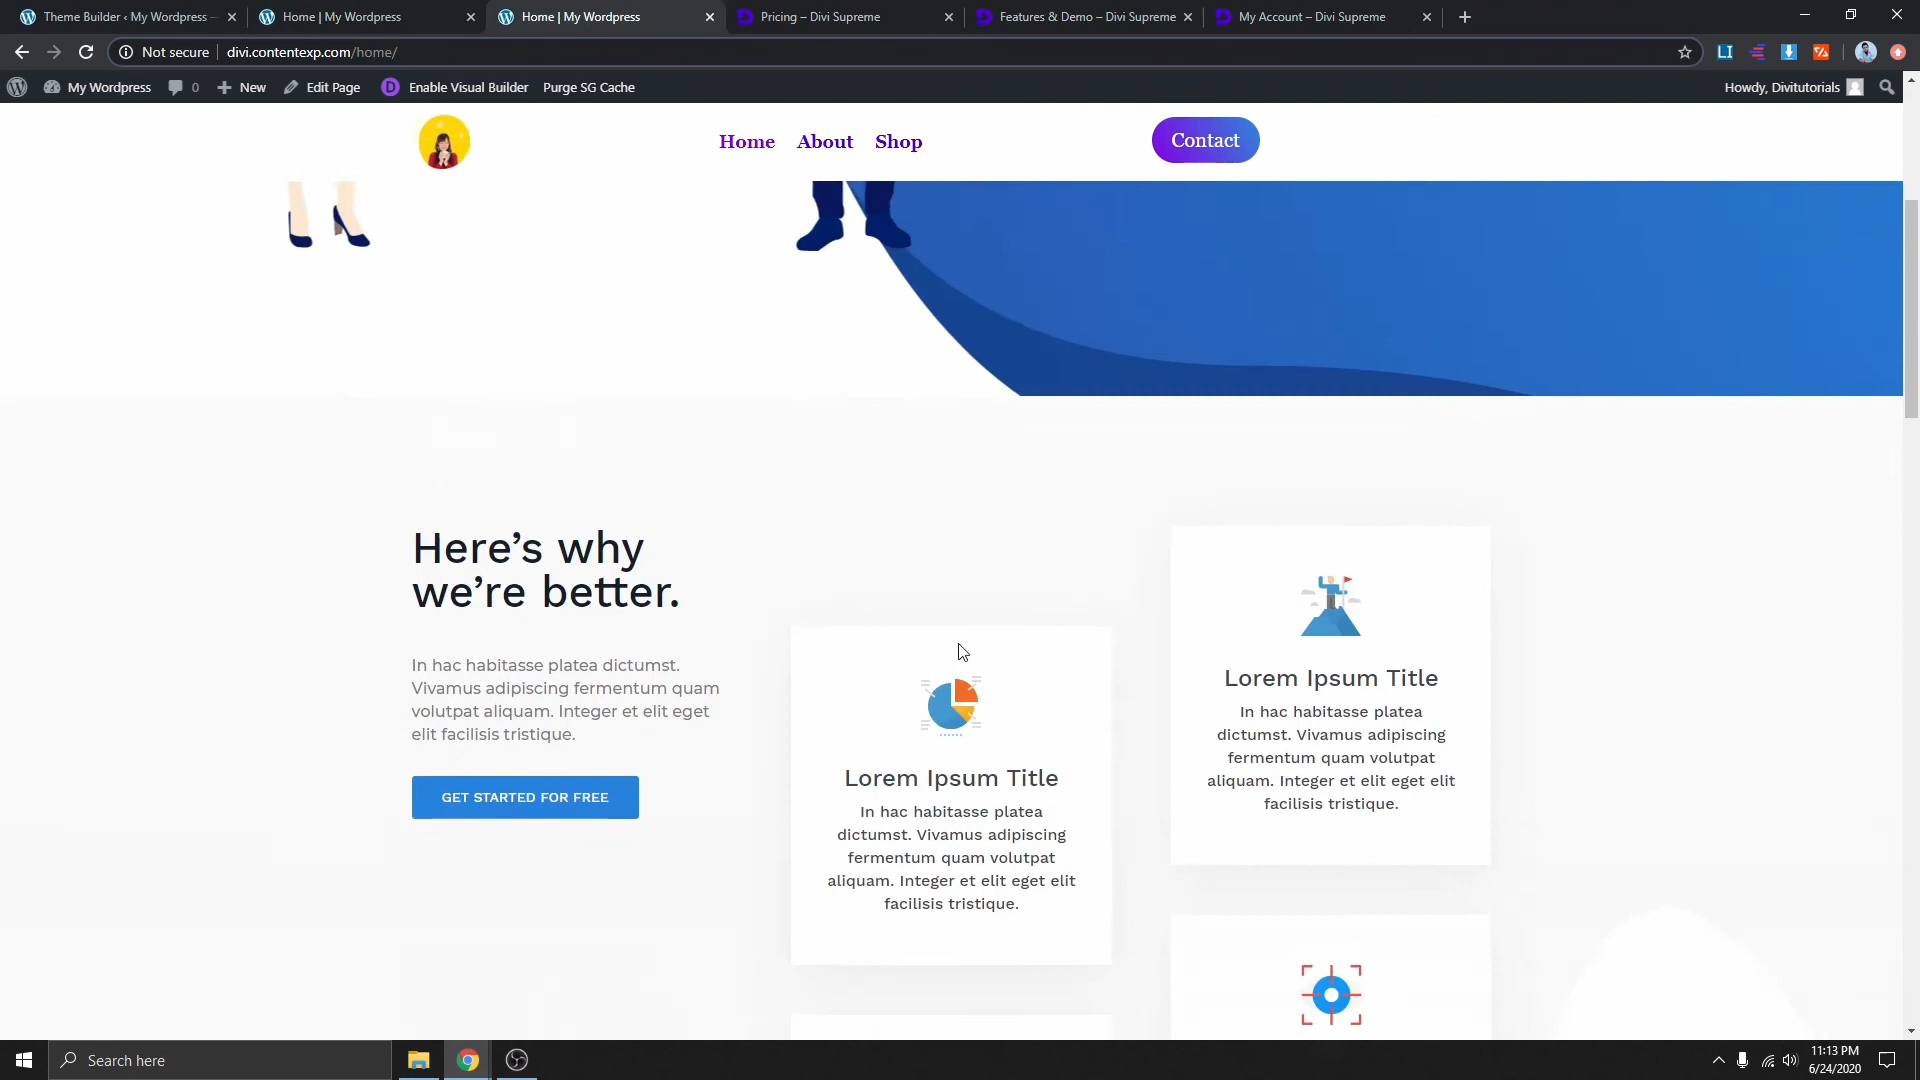 Theme Builder ‹ My Wordpress —
Home | My Wordpress
Home | My Wordpress
Pricing – Divi Supreme
Features & Demo – Divi Supreme
My Account – Divi Supreme
Not secure
divi.contentexp.com/home/
LI
My Wordpress
0
New
Edit Page
D
Enable Visual Builder
Purge SG Cache
Howdy, Divitutorials
Home
About
Shop
Contact
Here’s why
we’re better.
In hac habitasse platea dictumst.
Vivamus adipiscing fermentum quam
volutpat aliquam. Integer et elit eget
elit facilisis tristique.
GET STARTED FOR FREE
Lorem Ipsum Title
In hac habitasse platea
dictumst. Vivamus adipiscing
fermentum quam volutpat
aliquam. Integer et elit eget elit
facilisis tristique.
Lorem Ipsum Title
In hac habitasse platea
dictumst. Vivamus adipiscing
fermentum quam volutpat
aliquam. Integer et elit eget elit
facilisis tristique.
Search here
11:13 PM
6/24/2020